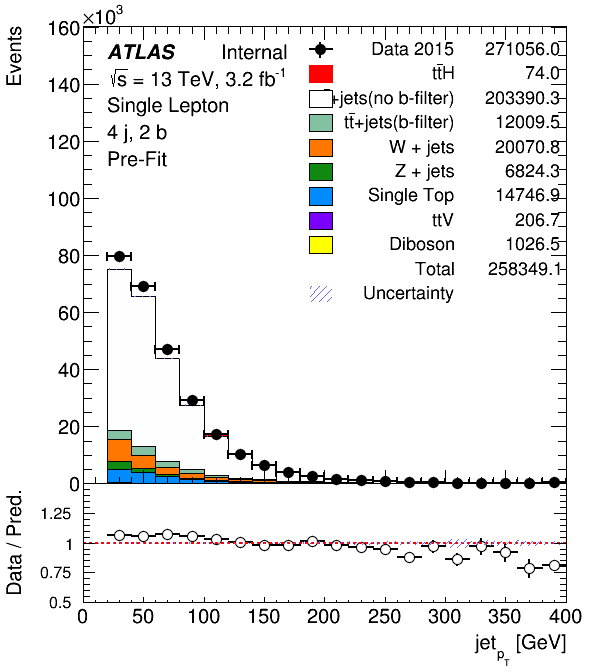 ×10³
160
140
120
100
80
60
40
20
0
Events
ATLAS Internal
√s = 13 TeV, 3.2 fb⁻¹
Single Lepton
4 j, 2 b
Pre-Fit
Data 2015 271056.0
tt̄H 74.0
+jets(no b-filter) 203390.3
tt̄+jets(b-filter) 12009.5
W + jets 20070.8
Z + jets 6824.3
Single Top 14746.9
ttV 206.7
Diboson 1026.5
Total 258349.1
Uncertainty
Data / Pred.
1.25
1
0.75
0.5
0 50 100 150 200 250 300 350 400
jet_p_T [GeV]